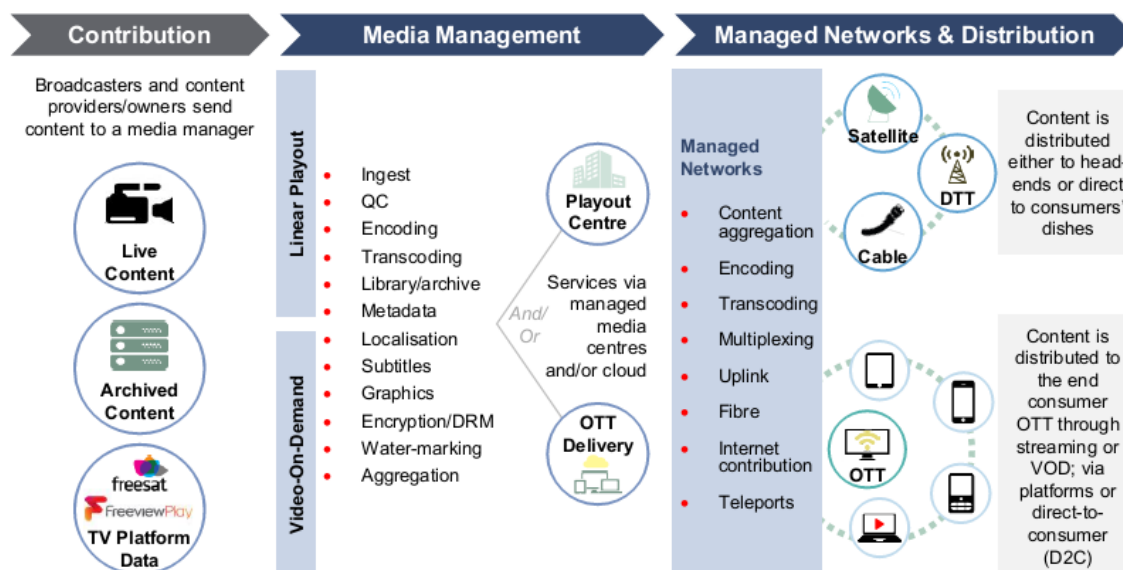 Contribution
Media Management
Managed Networks & Distribution
Broadcasters and content
providers/owners send
content to a media manager
Live
Content
Archived
Content
freesat
FreeviewPlay
TV Platform
Data
Linear Playout
Video-On-Demand
Ingest
QC
Encoding
Transcoding
Library/archive
Metadata
Localisation
Subtitles
Graphics
Encryption/DRM
Water-marking
Aggregation
Playout
Centre
And/
Or
Services via
managed
media
centres
and/or cloud
OTT
Delivery
Managed
Networks
Content
aggregation
Encoding
Transcoding
Multiplexing
Uplink
Fibre
Internet
contribution
Teleports
Satellite
DTT
Cable
Content is
distributed
either to head-
ends or direct
to consumers'
dishes
OTT
Content is
distributed to
the end
consumer
OTT through
streaming or
VOD; via
platforms or
direct-to-
consumer
(D2C)